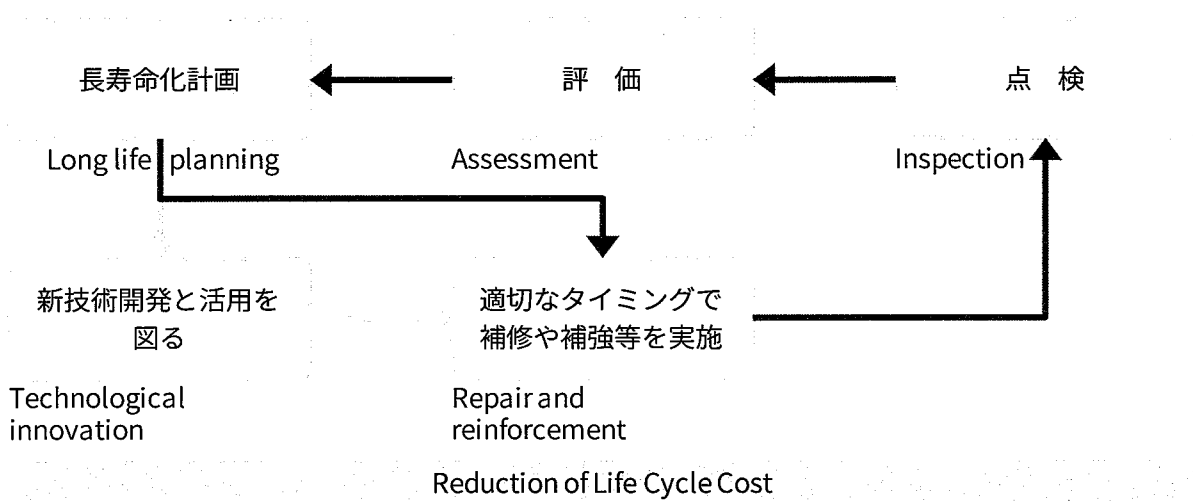 長寿命化計画
評 価
点 検
Long life planning
Assessment
Inspection
新技術開発と活用を
図る
適切なタイミングで
補修や補強等を実施
Technological
innovation
Repair and
reinforcement
Reduction of Life Cycle Cost